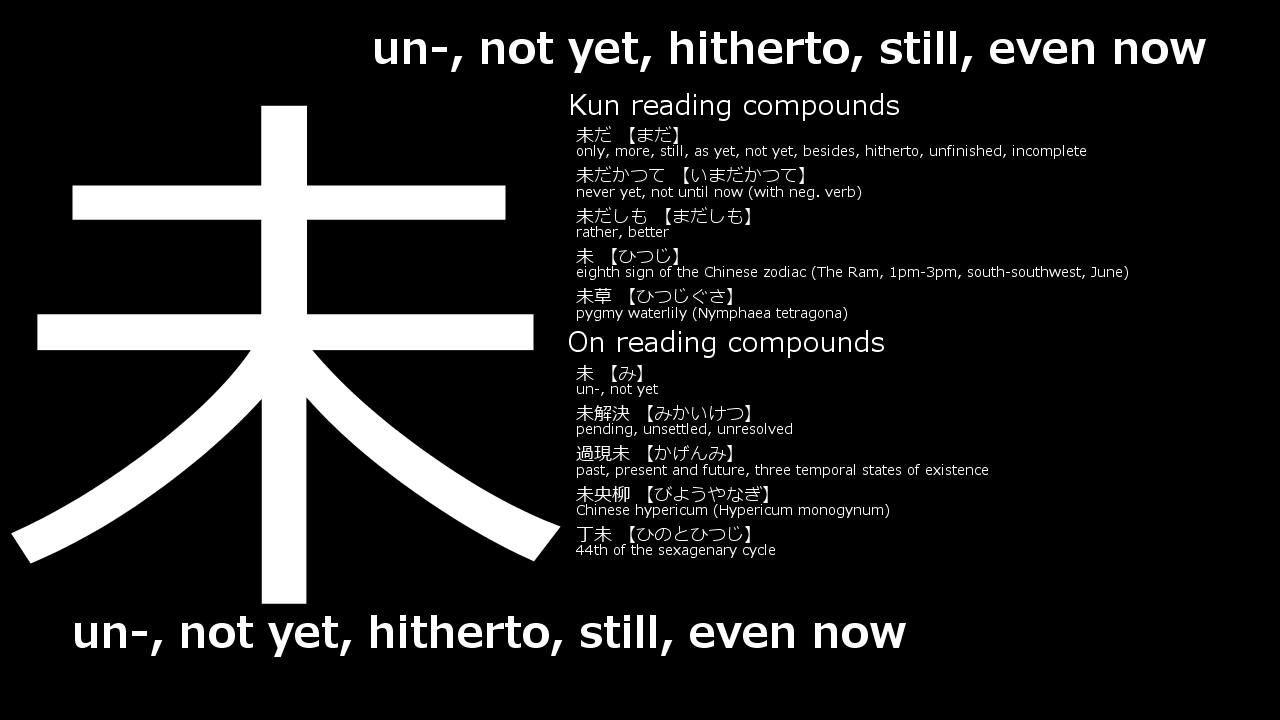 un-, not yet, hitherto, still, even now
未
Kun reading compounds
未だ 【まだ】
only, more, still, as yet, not yet, besides, hitherto, unfinished, incomplete
未だかつて 【いまだかつて】
never yet, not until now (with neg. verb)
未だしも 【まだしも】
rather, better
未 【ひつじ】
eighth sign of the Chinese zodiac (The Ram, 1pm-3pm, south-southwest, June)
未草 【ひつじぐさ】
pygmy waterlily (Nymphaea tetragona)
On reading compounds
未 【み】
un-, not yet
未解決 【みかいけつ】
pending, unsettled, unresolved
過現未 【かげんみ】
past, present and future, three temporal states of existence
未央柳 【びようやなぎ】
Chinese hypericum (Hypericum monogynum)
丁未 【ひのとひつじ】
44th of the sexagenary cycle
un-, not yet, hitherto, still, even now